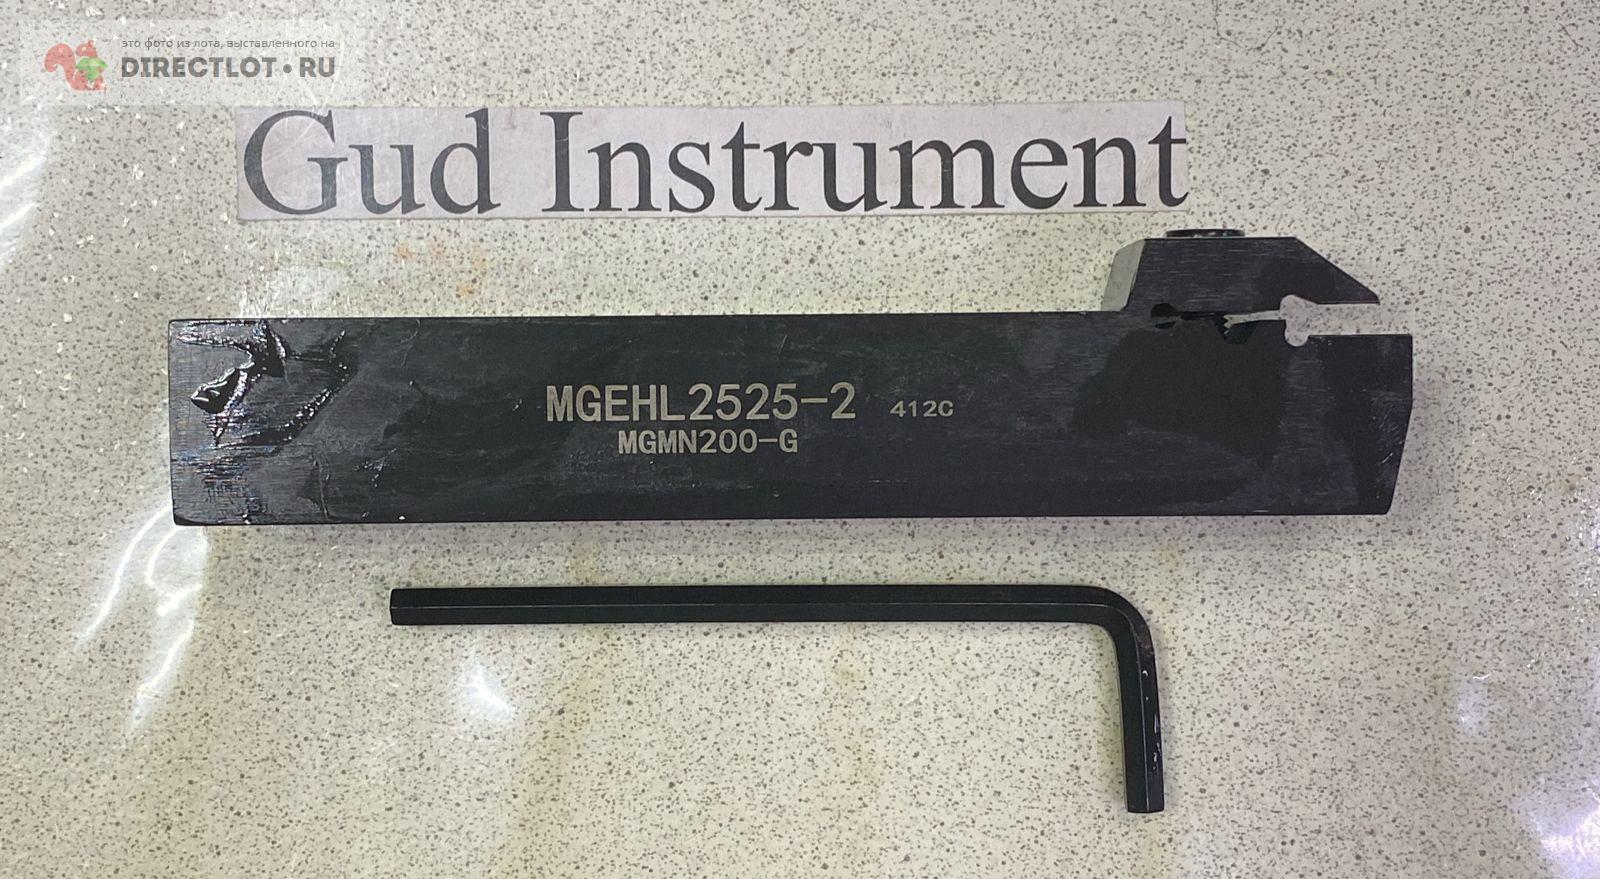 это фото из лота, выставленного на
DIRECTLOT•RU
Gud Instrument
MGEHL2525-2 412C
MGMN200-G